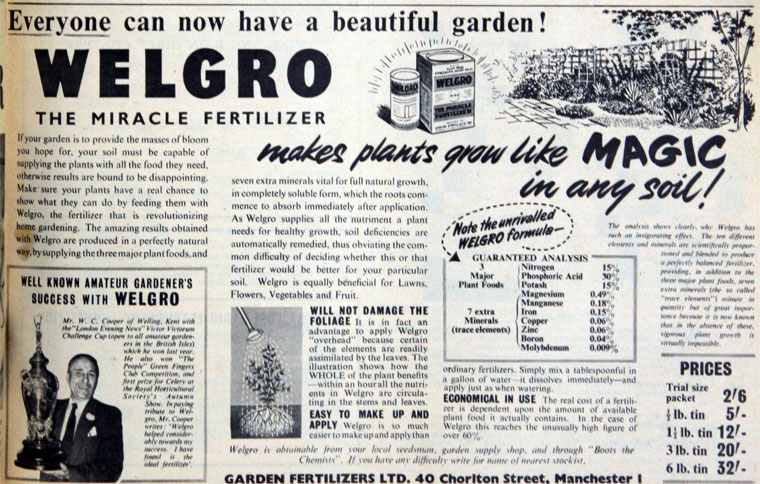 Everyone can now have a beautiful garden!
WELGRO
THE MIRACLE FERTILIZER
WELGRO
WELGRO
THE MIRACLE
FERTILIZER
makes plants grow like MAGIC
in any soil!
If your garden is to provide the masses of bloom
you hope for, your soil must be capable of
supplying the plants with all the food they need,
otherwise results are bound to be disappointing.
Make sure your plants have a real chance to
show what they can do by feeding them with
Welgro, the fertilizer that is revolutionizing
home gardening. The amazing results obtained
with Welgro are produced in a perfectly natural
way, by supplying the three major plant foods, and
seven extra minerals vital for full natural growth,
in completely soluble form, which the roots com-
mence to absorb immediately after application.
As Welgro supplies all the nutriment a plant
needs for healthy growth, soil deficiencies are
automatically remedied, thus obviating the com-
mon difficulty of deciding whether this or that
fertilizer would be better for your particular
soil. Welgro is equally beneficial for Lawns,
Flowers, Vegetables and Fruit.
WELL KNOWN AMATEUR GARDENER'S
SUCCESS WITH WELGRO
Mr. W. C. Cooper of Welling, Kent with
the "London Evening News" Victor Victorum
Challenge Cup (open to all amateur garden-
ers in the British Isles)
which he won last year.
He also won "The
People" Green Fingers
Club Competition, and
first prize for Celery at
the Royal Horticultural
Society's Autumn
Show. In paying
tribute to Wel-
gro, Mr. Cooper
writes: 'Welgro
helped consider-
ably towards my
success. I have
found it the
ideal fertilizer'.
WILL NOT DAMAGE THE
FOLIAGE It is in fact an
advantage to apply Welgro
"overhead" because certain
of the elements are readily
assimilated by the leaves. The
illustration shows how the
WHOLE of the plant benefits
—within an hour all the nutri-
ents in Welgro are circula-
ting in the stems and leaves.
EASY TO MAKE UP AND
APPLY Welgro is so much
easier to make up and apply than
Note the unrivalled
WELGRO formula—
GUARANTEED ANALYSIS
3 Major Plant Foods
Nitrogen 15%
Phosphoric Acid 30%
Potash 15%
7 extra Minerals (trace elements)
Magnesium 0.49%
Manganese 0.18%
Iron 0.15%
Copper 0.06%
Zinc 0.06%
Boron 0.04%
Molybdenum 0.009%
ordinary fertilizers. Simply mix a tablespoonful in
a gallon of water—it dissolves immediately—and
apply just as when watering.
ECONOMICAL IN USE The real cost of a fertili-
zer is dependent upon the amount of available
plant food it actually contains. In the case of
Welgro this reaches the unusually high figure of
over 60%.
The analysis shows clearly, why Welgro has
such an invigorating effect. The ten different
elements and minerals are scientifically propor-
tioned and blended to produce
a perfectly balanced fertilizer,
providing, in addition to the
three major plant foods, seven
extra minerals (the so called
"trace elements") minute in
quantity but of great impor-
tance because it is now known
that in the absence of these,
vigorous plant growth is
virtually impossible.
PRICES
Trial size
packet 2'6
½ lb. tin 5/-
1½ lb. tin 12/-
3 lb. tin 20/-
6 lb. tin 32/-
Welgro is obtainable from your local seedsman, garden supply shop, and through "Boots the
Chemists". If you have any difficulty write for name of nearest stockist.
GARDEN FERTILIZERS LTD. 40 Chorlton Street, Manchester 1